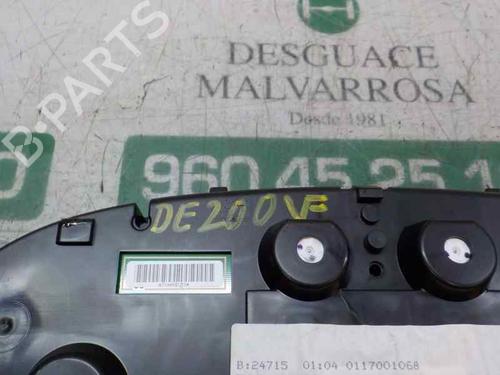 B-PARTS
DESGUACE
MALVARROSA
Desde 1981
960 45 25 1
DE200VF
B:24715 01:04 0117001068